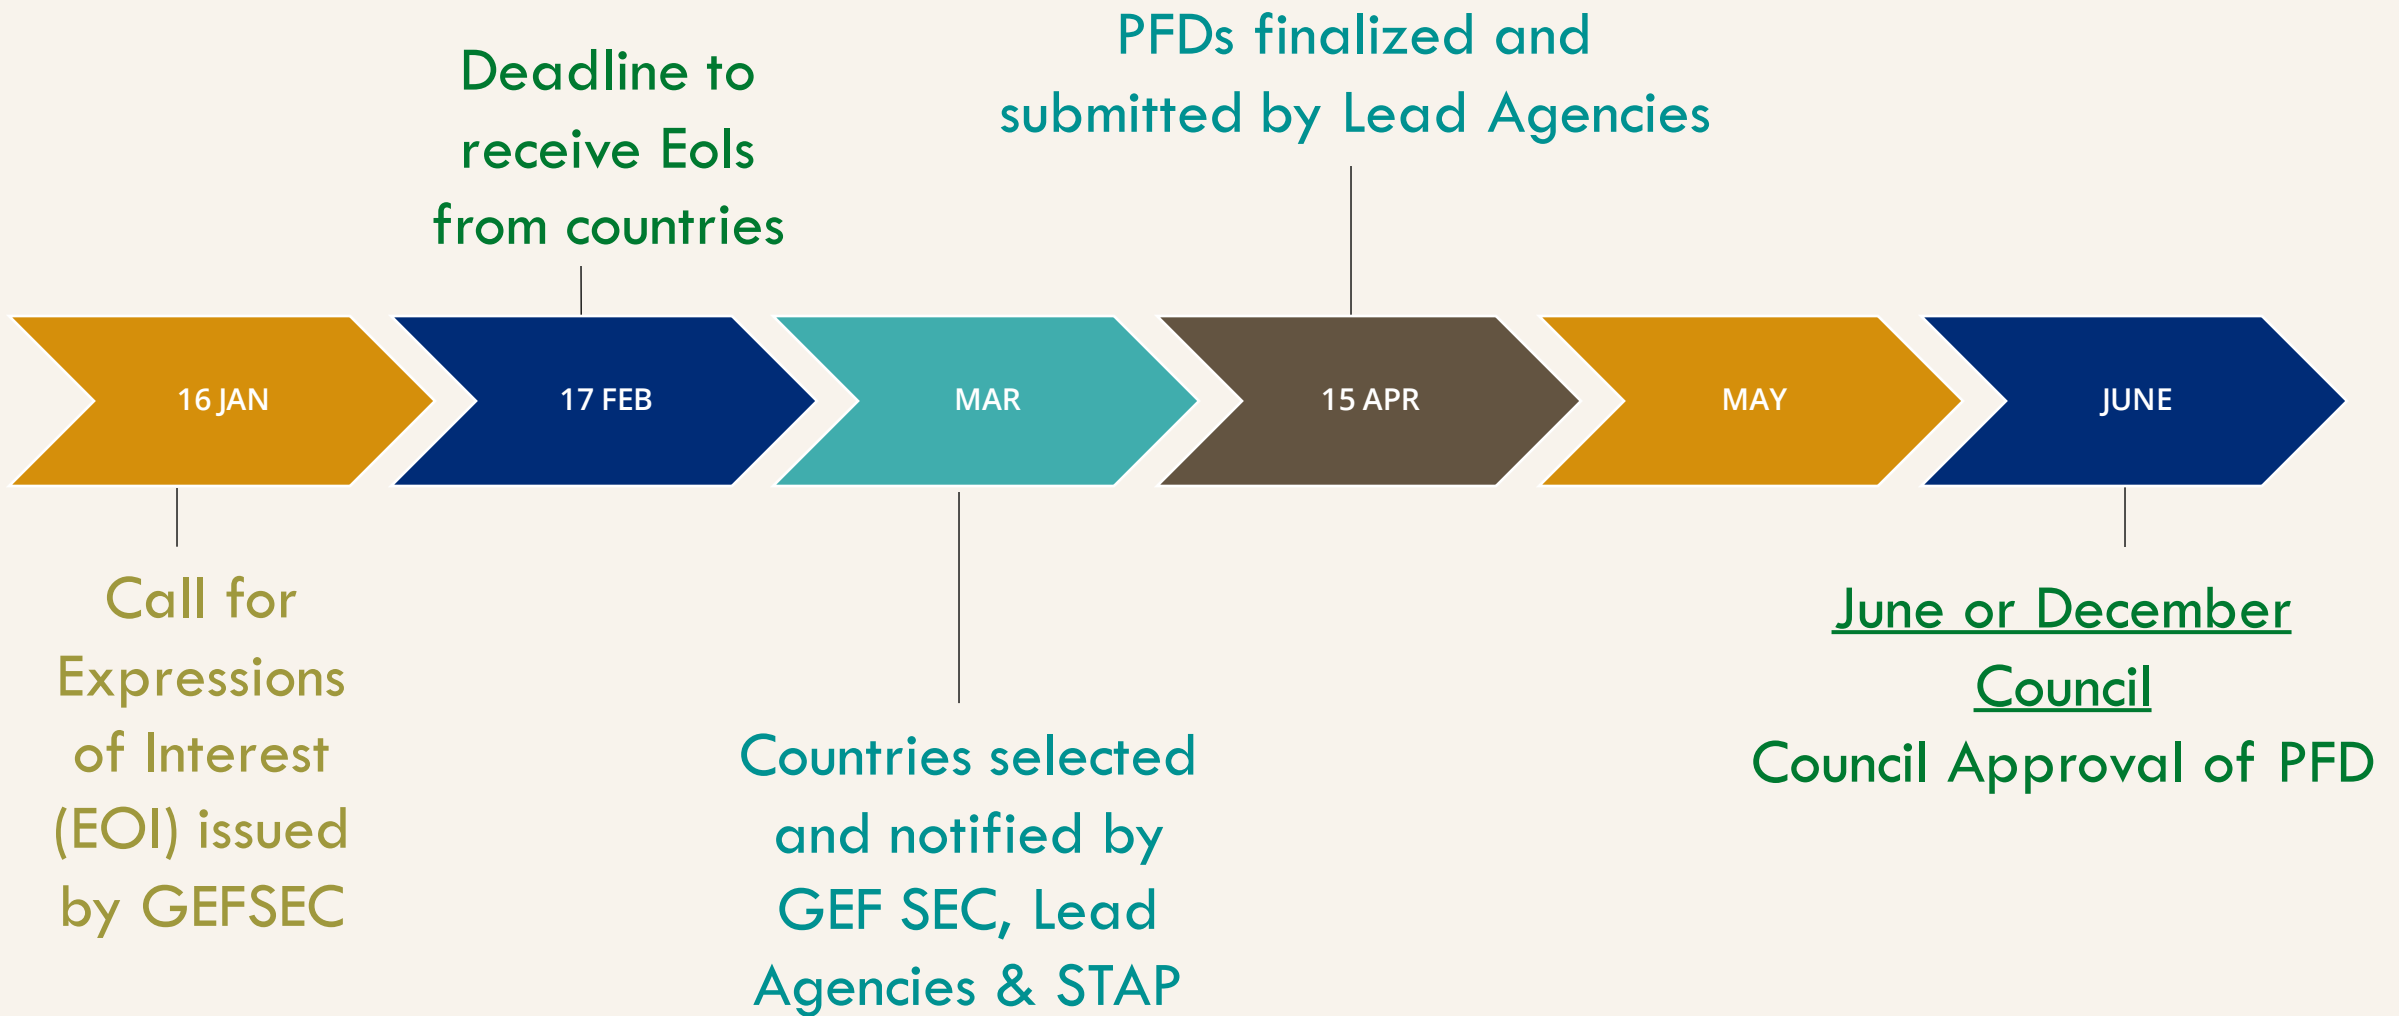 PFDs finalized and
submitted by Lead Agencies
Deadline to
receive EoIs
from countries
16 JAN
17 FEB
MAR
15 APR
MAY
JUNE
Call for
Expressions
of Interest
(EOI) issued
by GEFSEC
Countries selected
and notified by
GEF SEC, Lead
Agencies & STAP
June or December
Council
Council Approval of PFD